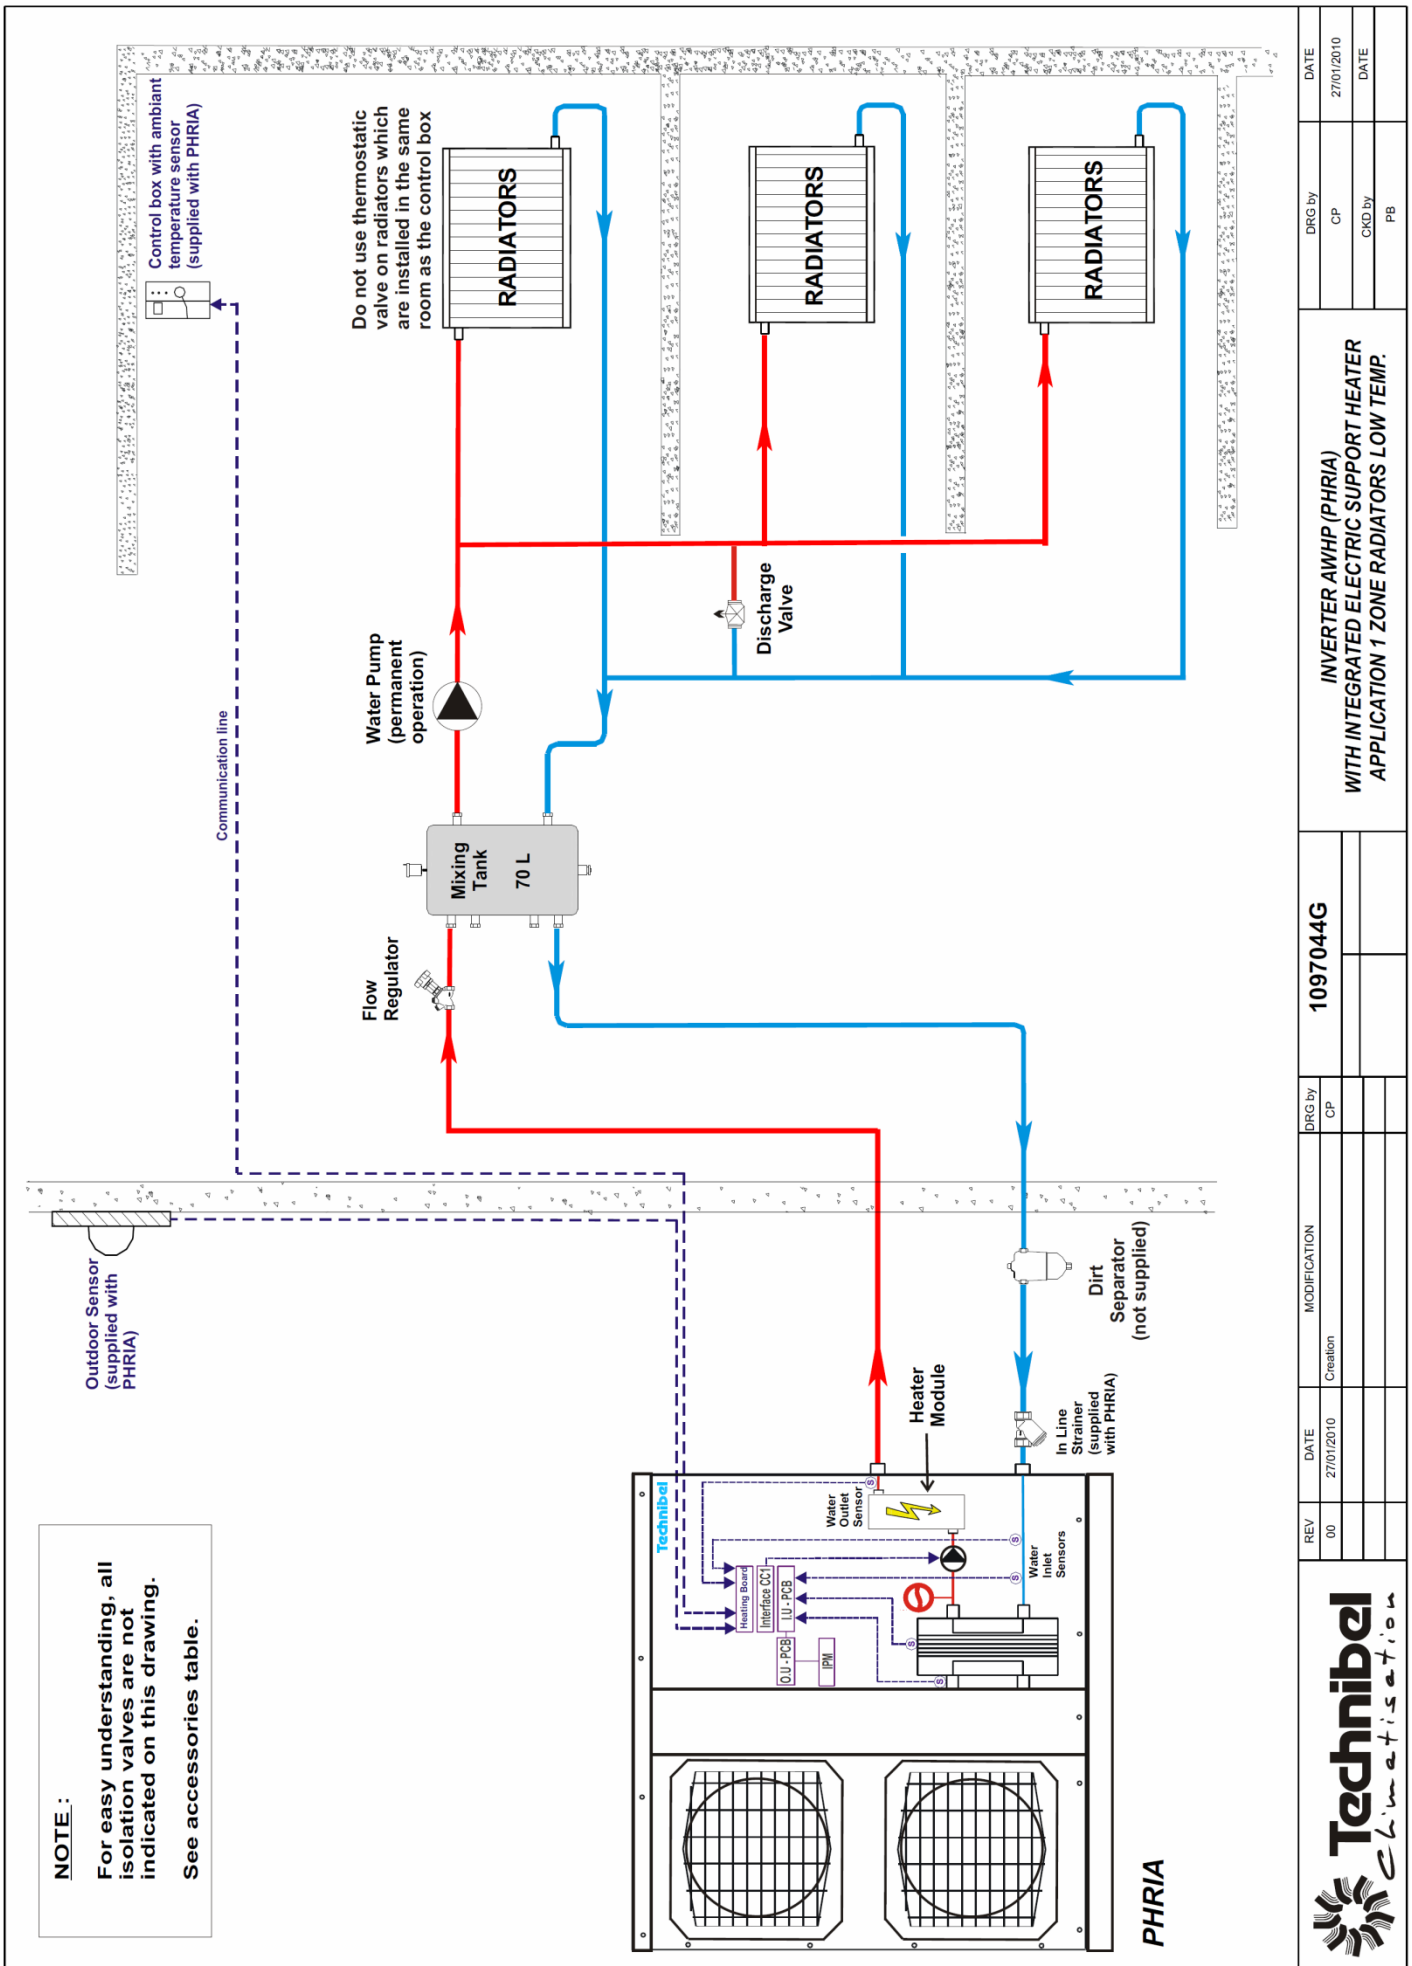 NOTE :
For easy understanding, all
isolation valves are not
indicated on this drawing.
See accessories table.
Outdoor Sensor
(supplied with
PHRIA)
Communication line
Control box with ambiant
temperature sensor
(supplied with PHRIA)
Do not use thermostatic
valve on radiators which
are installed in the same
room as the control box
Flow
Regulator
Mixing
Tank
70 L
Water Pump
(permanent
operation)
RADIATORS
RADIATORS
RADIATORS
Discharge
Valve
Technibel
Heating Board
Interface CC1
I.U - PCB
O.U - PCB
IPM
Water
Outlet
Sensor
S
S
S
S
S
Heater
Module
Water
Inlet
Sensors
In Line
Strainer
(supplied
with PHRIA)
Dirt
Separator
(not supplied)
PHRIA
Technibel
Climatisation
REV
DATE
MODIFICATION
DRG by
00
27/01/2010
Creation
CP
1097044G
INVERTER AWHP (PHRIA)
WITH INTEGRATED ELECTRIC SUPPORT HEATER
APPLICATION 1 ZONE RADIATORS LOW TEMP.
DRG by
DATE
CP
27/01/2010
CKD by
DATE
PB